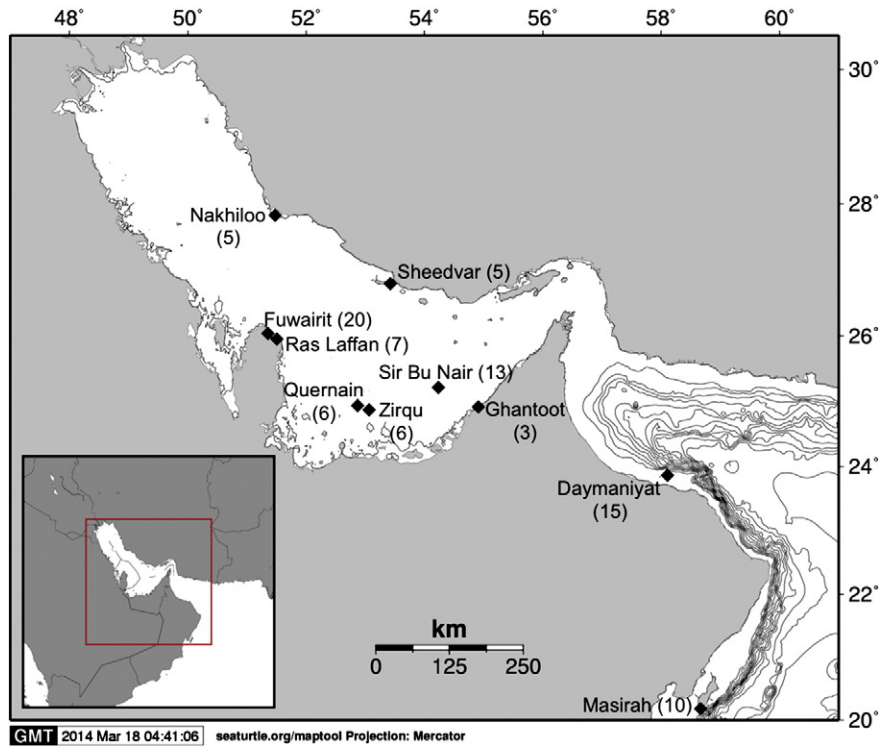 48° 50° 52° 54° 56° 58° 60°
30°
28°
26°
24°
22°
20°
Nakhiloo
(5)
Sheedvar (5)
Fuwairit (20)
Ras Laffan (7)
Sir Bu Nair (13)
Quernain
(6)
Zirqu
(6)
Ghantoot
(3)
Daymaniyat
(15)
km
0 125 250
Masirah (10)
GMT 2014 Mar 18 04:41:06 seaturtle.org/maptool Projection: Mercator